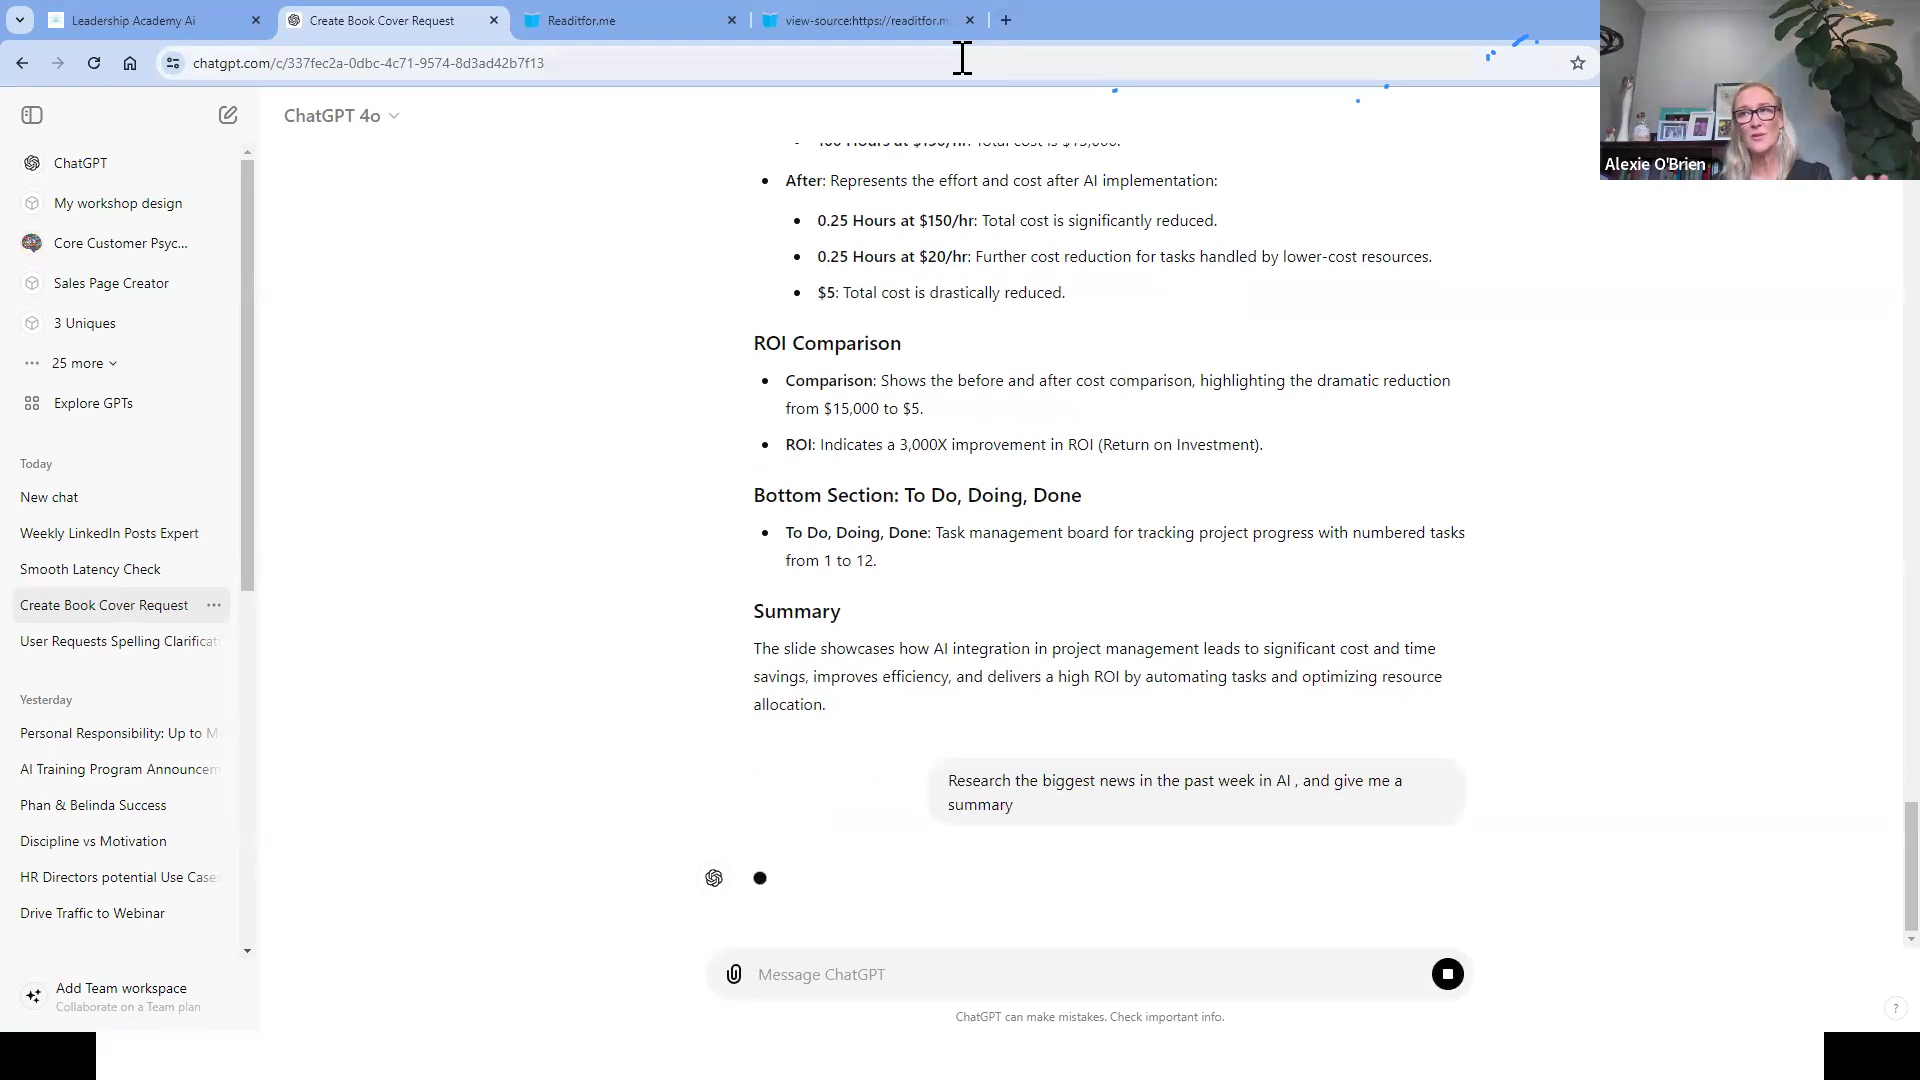 Leadership Academy Ai
Create Book Cover Request
Readitfor.me
view-source:https://readitfor.m
chatgpt.com/c/337fec2a-0dbc-4c71-9574-8d3ad42b7f13
Alexie O'Brien
ChatGPT
My workshop design
Core Customer Psyc...
Sales Page Creator
3 Uniques
25 more
Explore GPTs
Today
New chat
Weekly LinkedIn Posts Expert
Smooth Latency Check
Create Book Cover Request
User Requests Spelling Clarificat
Yesterday
Personal Responsibility: Up to M
AI Training Program Announcem
Phan & Belinda Success
Discipline vs Motivation
HR Directors potential Use Case
Drive Traffic to Webinar
Add Team workspace
Collaborate on a Team plan
ChatGPT 4o
100 Hours at $150/hr: Total cost is $15,000.
After: Represents the effort and cost after AI implementation:
0.25 Hours at $150/hr: Total cost is significantly reduced.
0.25 Hours at $20/hr: Further cost reduction for tasks handled by lower-cost resources.
$5: Total cost is drastically reduced.
ROI Comparison
Comparison: Shows the before and after cost comparison, highlighting the dramatic reduction
from $15,000 to $5.
ROI: Indicates a 3,000X improvement in ROI (Return on Investment).
Bottom Section: To Do, Doing, Done
To Do, Doing, Done: Task management board for tracking project progress with numbered tasks
from 1 to 12.
Summary
The slide showcases how AI integration in project management leads to significant cost and time
savings, improves efficiency, and delivers a high ROI by automating tasks and optimizing resource
allocation.
Research the biggest news in the past week in AI , and give me a
summary
Message ChatGPT
ChatGPT can make mistakes. Check important info.
?